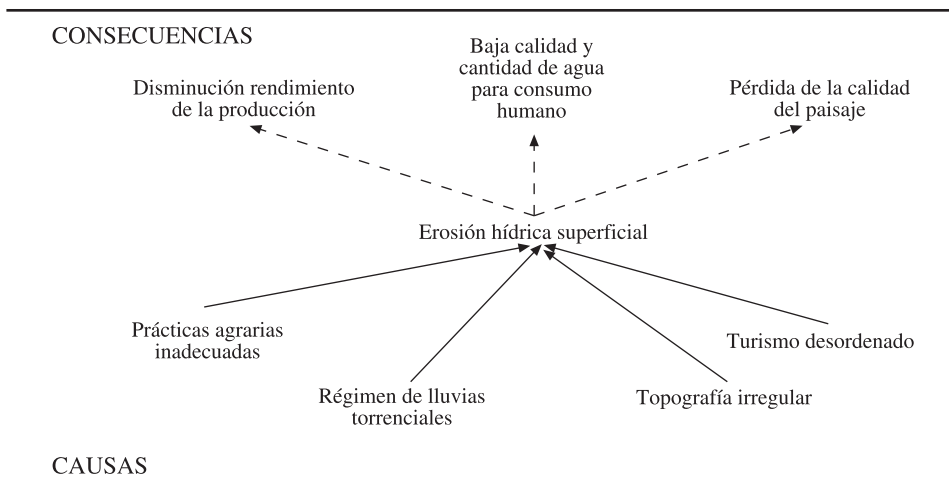 CONSECUENCIAS
Baja calidad y
cantidad de agua
para consumo
humano
Disminución rendimiento
de la producción
Pérdida de la calidad
del paisaje
Erosión hídrica superficial
Prácticas agrarias
inadecuadas
Turismo desordenado
Régimen de lluvias
torrenciales
Topografía irregular
CAUSAS